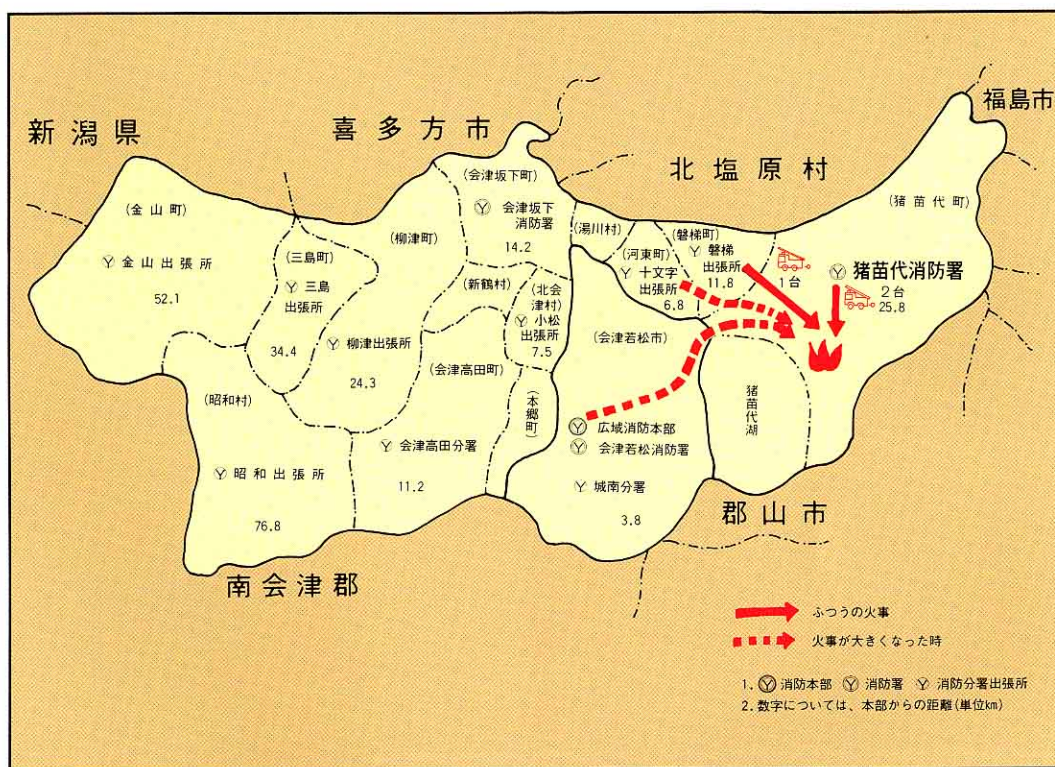 新潟県
喜多方市
北塩原村
福島市
(金山町)
金山出張所
52.1
(三島町)
三島
出張所
34.4
(柳津町)
柳津出張所
24.3
(会津坂下町)
会津坂下
消防署
14.2
(新鶴村)
(北会
津村)
小松
出張所
7.5
(湯川村)
(河東町)
十文字
出張所
6.8
(磐梯町)
磐梯
出張所
11.8
1台
(猪苗代町)
猪苗代消防署
2台
25.8
(昭和村)
昭和出張所
76.8
(会津高田町)
会津高田分署
11.2
(本郷町)
(会津若松市)
広域消防本部
会津若松消防署
城南分署
3.8
猪苗代湖
郡山市
南会津郡
ふつうの火事
火事が大きくなった時
1. 消防本部 消防署 消防分署出張所
2. 数字については、本部からの距離(単位km)